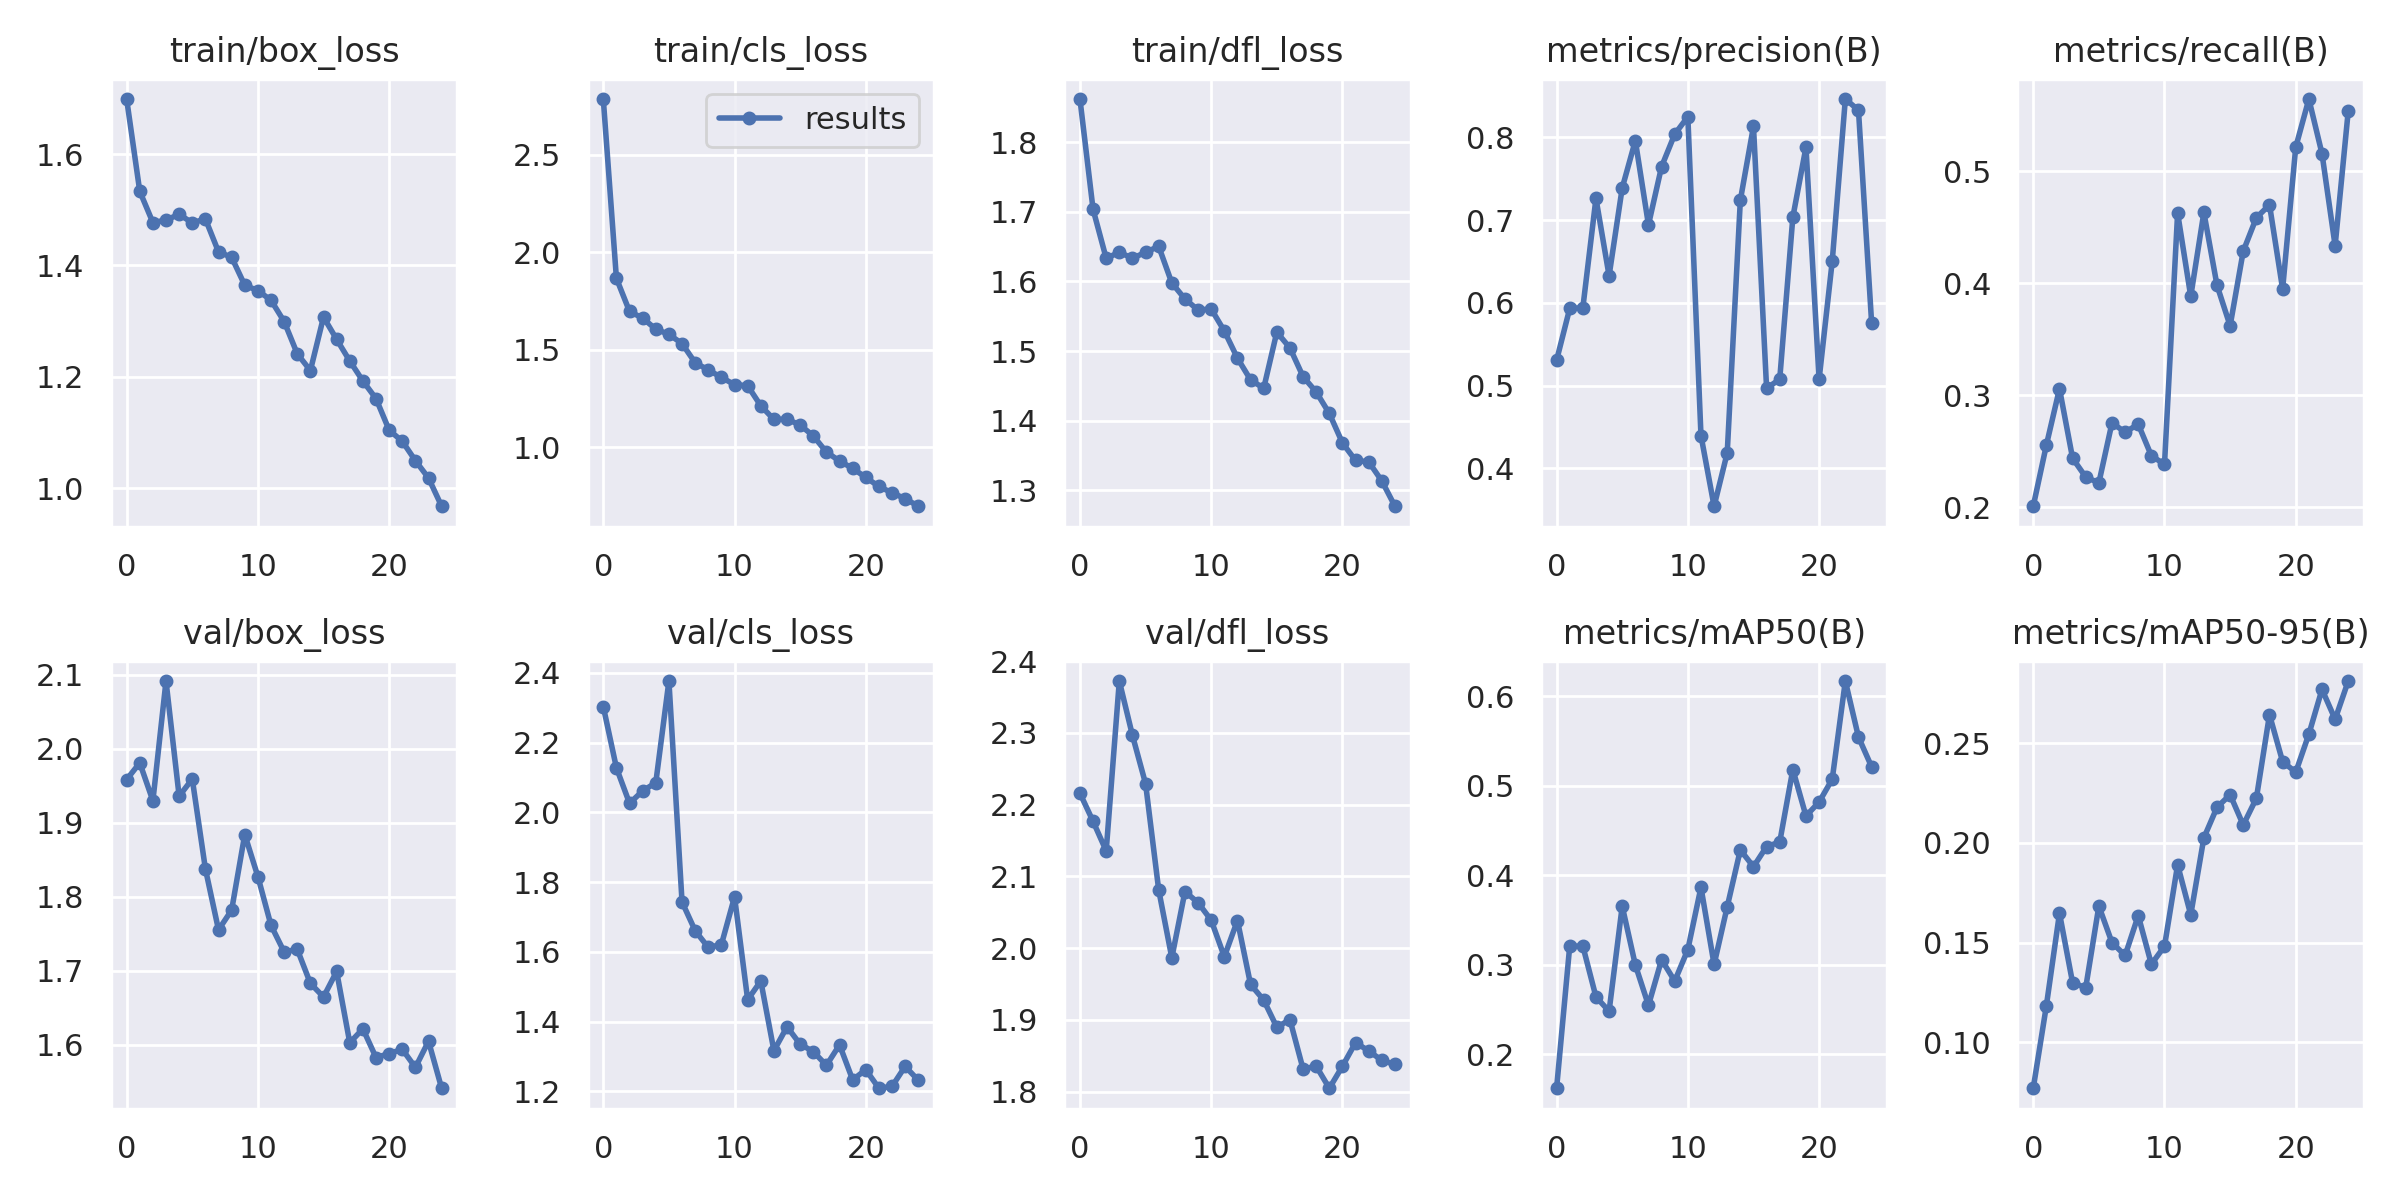 train/box_loss
1.6
1.4
1.2
1.0
0 10 20
train/cls_loss
results
2.5
2.0
1.5
1.0
0 10 20
train/dfl_loss
1.8
1.7
1.6
1.5
1.4
1.3
0 10 20
metrics/precision(B)
0.8
0.7
0.6
0.5
0.4
0 10 20
metrics/recall(B)
0.5
0.4
0.3
0.2
0 10 20
val/box_loss
2.1
2.0
1.9
1.8
1.7
1.6
0 10 20
val/cls_loss
2.4
2.2
2.0
1.8
1.6
1.4
1.2
0 10 20
val/dfl_loss
2.4
2.3
2.2
2.1
2.0
1.9
1.8
0 10 20
metrics/mAP50(B)
0.6
0.5
0.4
0.3
0.2
0 10 20
metrics/mAP50-95(B)
0.25
0.20
0.15
0.10
0 10 20